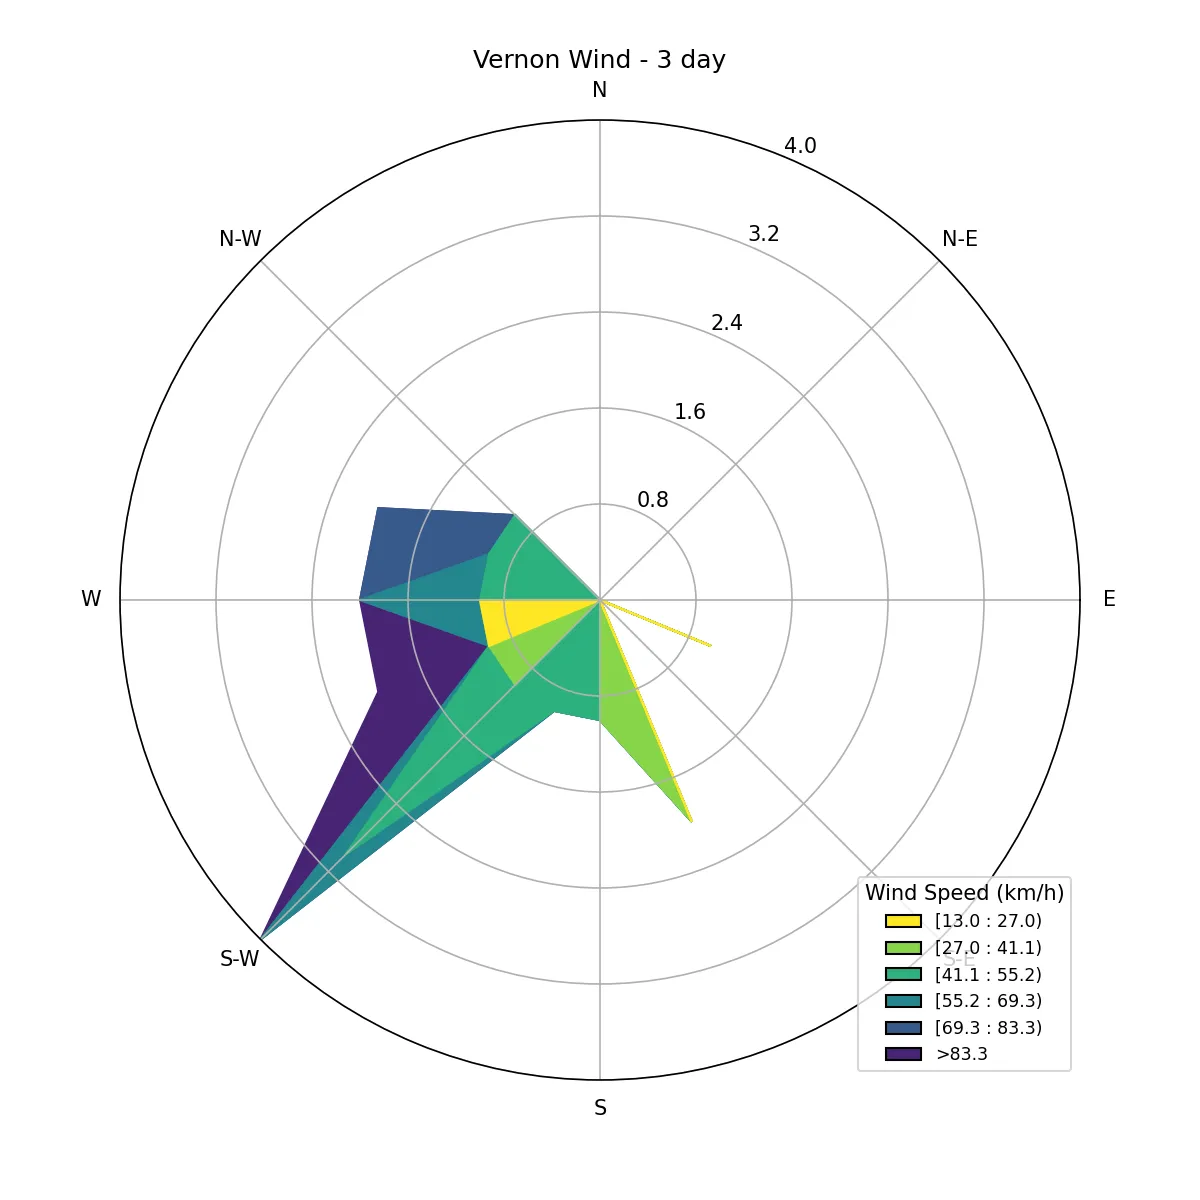 Vernon Wind - 3 day
N
4.0
N-W
3.2
N-E
2.4
1.6
0.8
W
E
S-W
S-E
Wind Speed (km/h)
[13.0 : 27.0)
[27.0 : 41.1)
[41.1 : 55.2)
[55.2 : 69.3)
[69.3 : 83.3)
>83.3
S